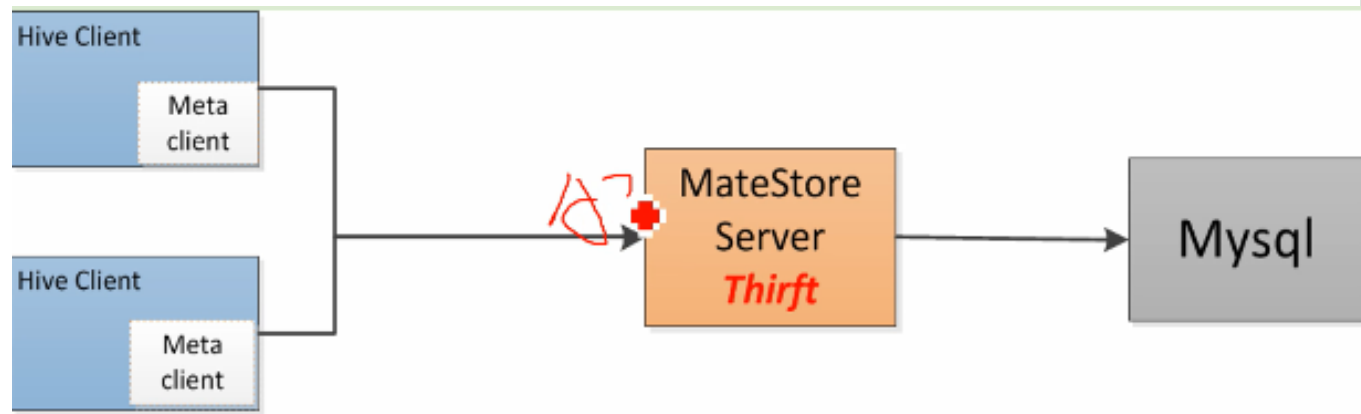 Hive Client
Meta
client
MateStore
Server
Thirft
Mysql
Hive Client
Meta
client